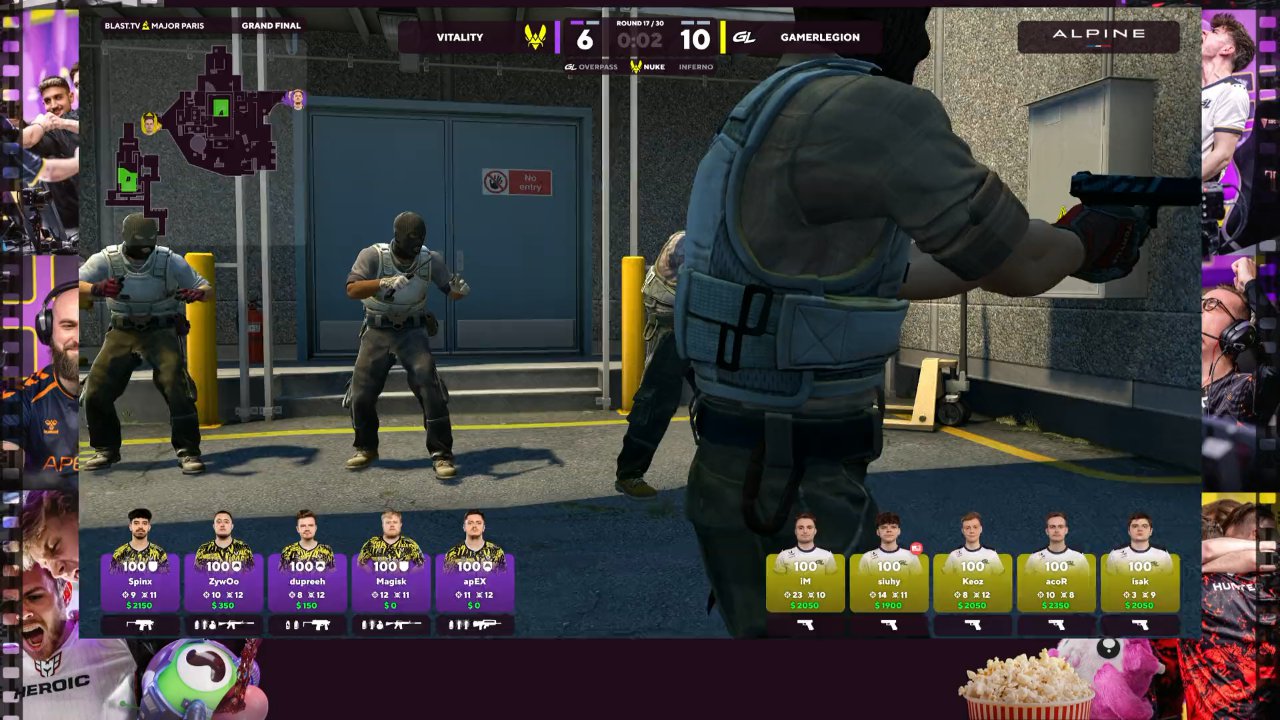 BLAST.TV MAJOR PARIS GRAND FINAL
VITALITY 6 ROUND 17 / 30 0:02 10 GL GAMERLEGION
GL OVERPASS NUKE INFERNO
ALPINE
No entry
A
100 100 100 100 100
Spinx ZywOo dupreeh Magisk apEX
9 11 10 12 8 12 12 11 11 12
$2150 $350 $150 $0 $0
100 100 100 100 100
iM siuhy Keoz acoR isak
23 10 14 11 8 12 10 8 3 9
$2050 $1900 $2050 $2350 $2050
APE
HEROIC